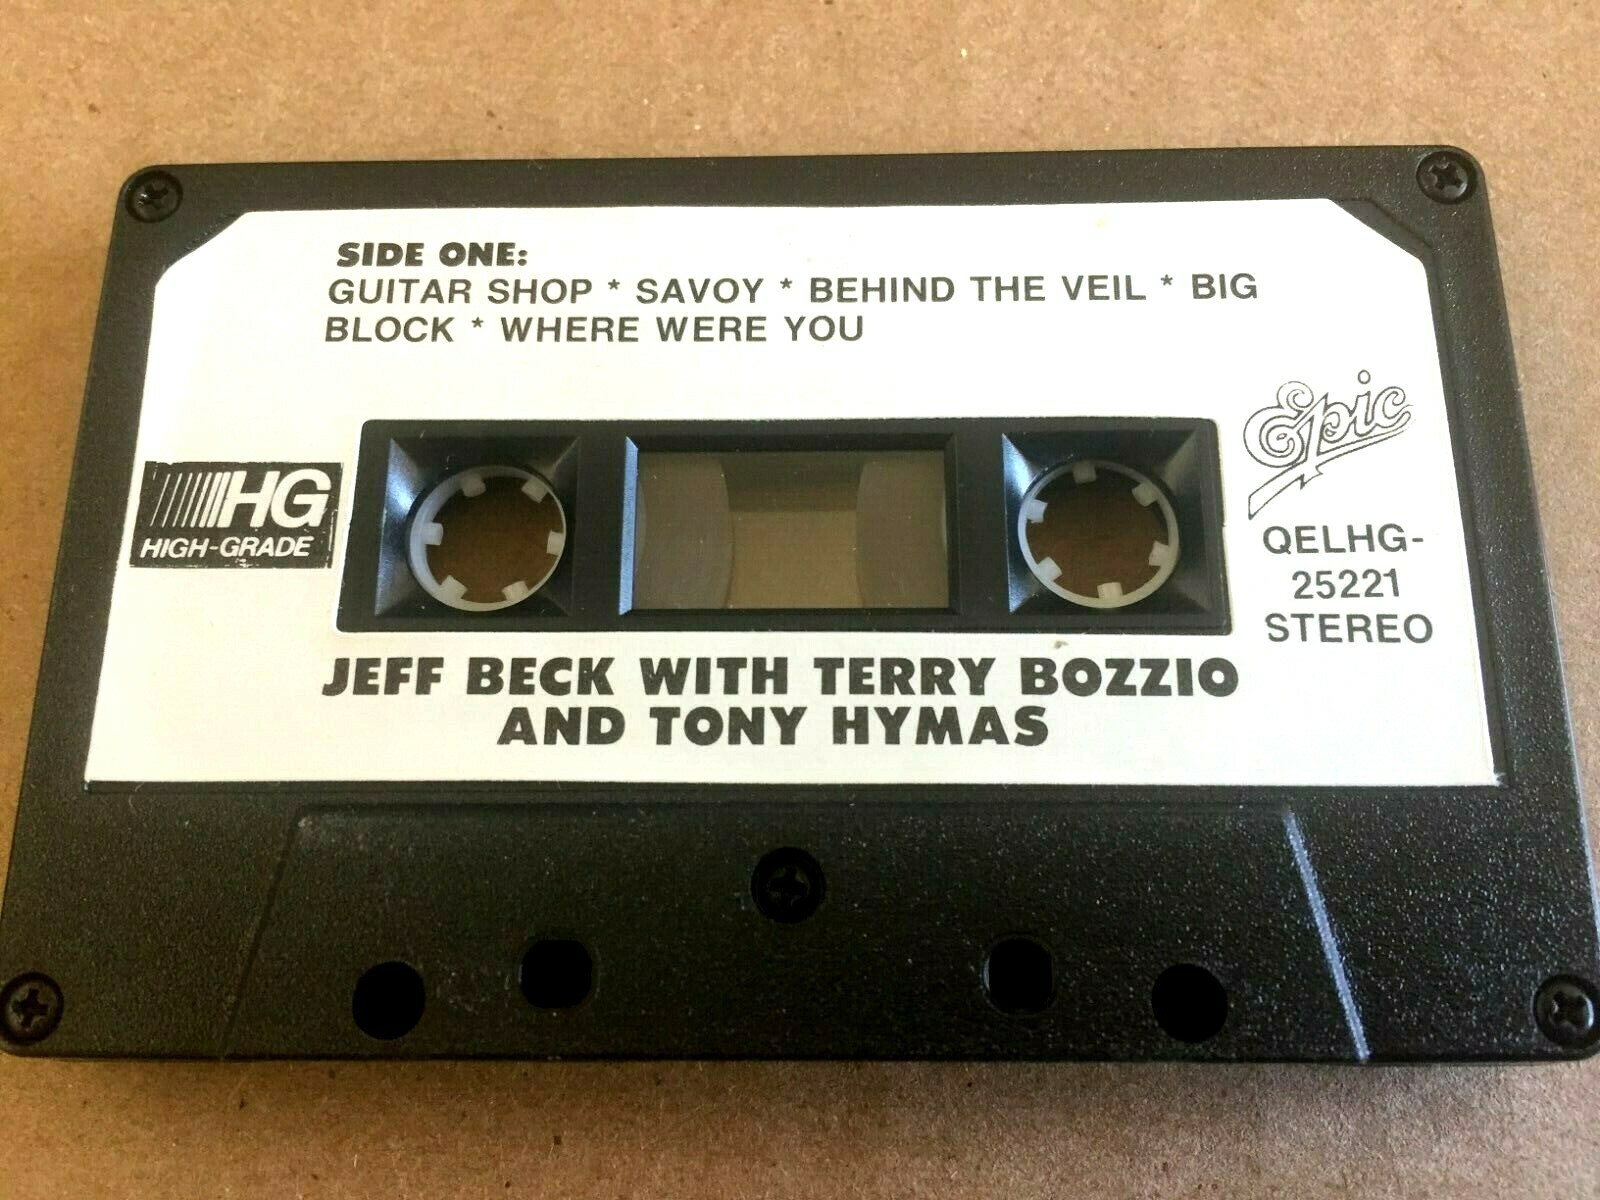 SIDE ONE:
GUITAR SHOP * SAVOY * BEHIND THE VEIL * BIG
BLOCK * WHERE WERE YOU
Epic
HG
HIGH-GRADE
QELHG-
25221
STEREO
JEFF BECK WITH TERRY BOZZIO
AND TONY HYMAS